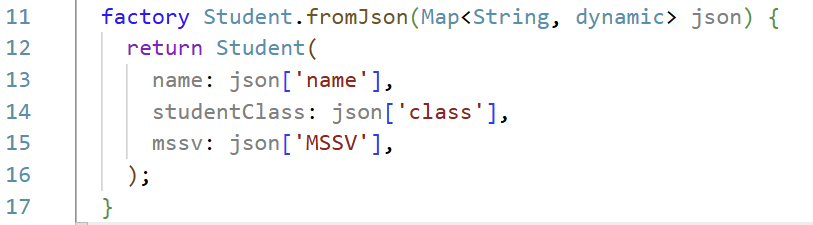 11 factory Student.fromJson(Map<String, dynamic> json) {
12 return Student(
13 name: json['name'],
14 studentClass: json['class'],
15 mssv: json['MSSV'],
16 );
17 }